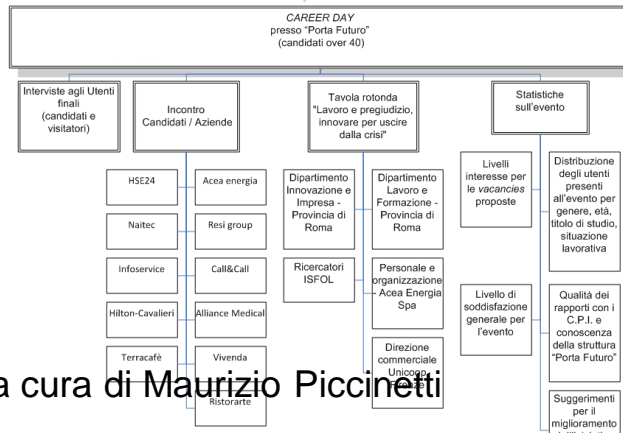 CAREER DAY
presso "Porta Futuro"
(candidati over 40)
Interviste agli Utenti
finali
(candidati e
visitatori)
Incontro
Candidati / Aziende
Tavola rotonda
"Lavoro e pregiudizio,
innovare per uscire
dalla crisi"
Statistiche
sull'evento
HSE24
Acea energia
Naitec
Resi group
Infoservice
Call&Call
Hilton-Cavalieri
Alliance Medical
Terracafè
Vivenda
Ristorarte
Dipartimento
Innovazione e
Impresa -
Provincia di
Roma
Dipartimento
Lavoro e
Formazione -
Provincia di
Roma
Ricercatori
ISFOL
Personale e
organizzazione
- Acea Energia
Spa
Direzione
commerciale
Unicoop
Firenze
Livelli
interesse per
le vacancies
proposte
Distribuzione
degli utenti
presenti
all'evento per
genere, età,
titolo di studio,
situazione
lavorativa
Livello di
soddisfazione
generale per
l'evento
Qualità dei
rapporti con i
C.P.I. e
conoscenza
della struttura
"Porta Futuro"
Suggerimenti
per il
miglioramento
a cura di Maurizio Piccinetti